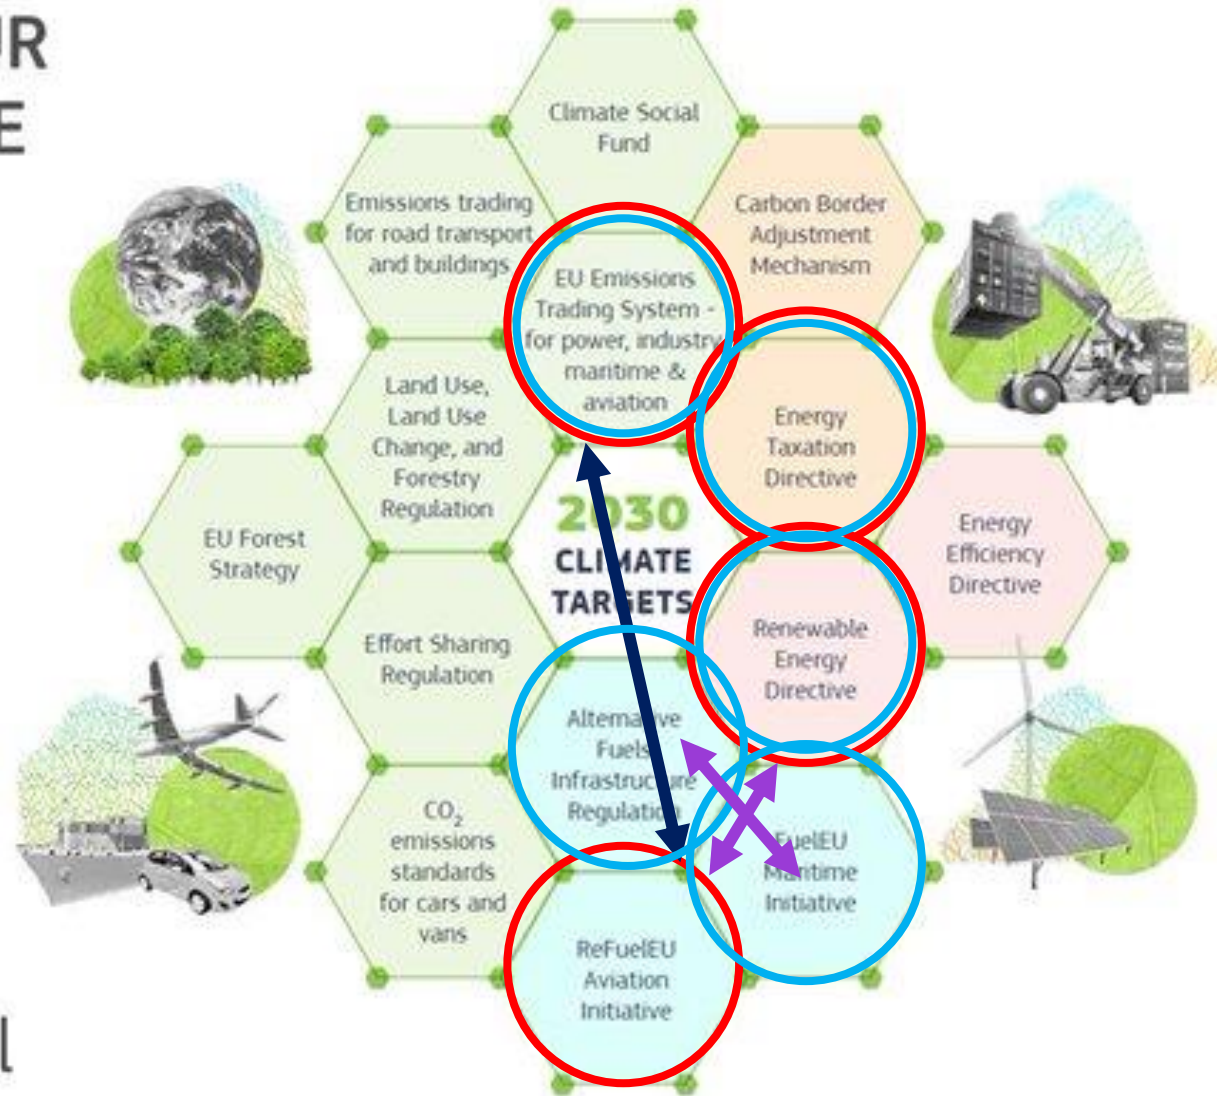 UR
E
Climate Social
Fund
Emissions trading
for road transport
and buildings
Carbon Border
Adjustment
Mechanism
EU Emissions
Trading System -
for power, industry
maritime &
aviation
Land Use,
Land Use
Change, and
Forestry
Regulation
Energy
Taxation
Directive
EU Forest
Strategy
2030
CLIMATE
TARGETS
Energy
Efficiency
Directive
Effort Sharing
Regulation
Renewable
Energy
Directive
Alternative
Fuels
Infrastructure
Regulation
CO₂
emissions
standards
for cars and
vans
FuelEU
Maritime
Initiative
ReFuelEU
Aviation
Initiative
l